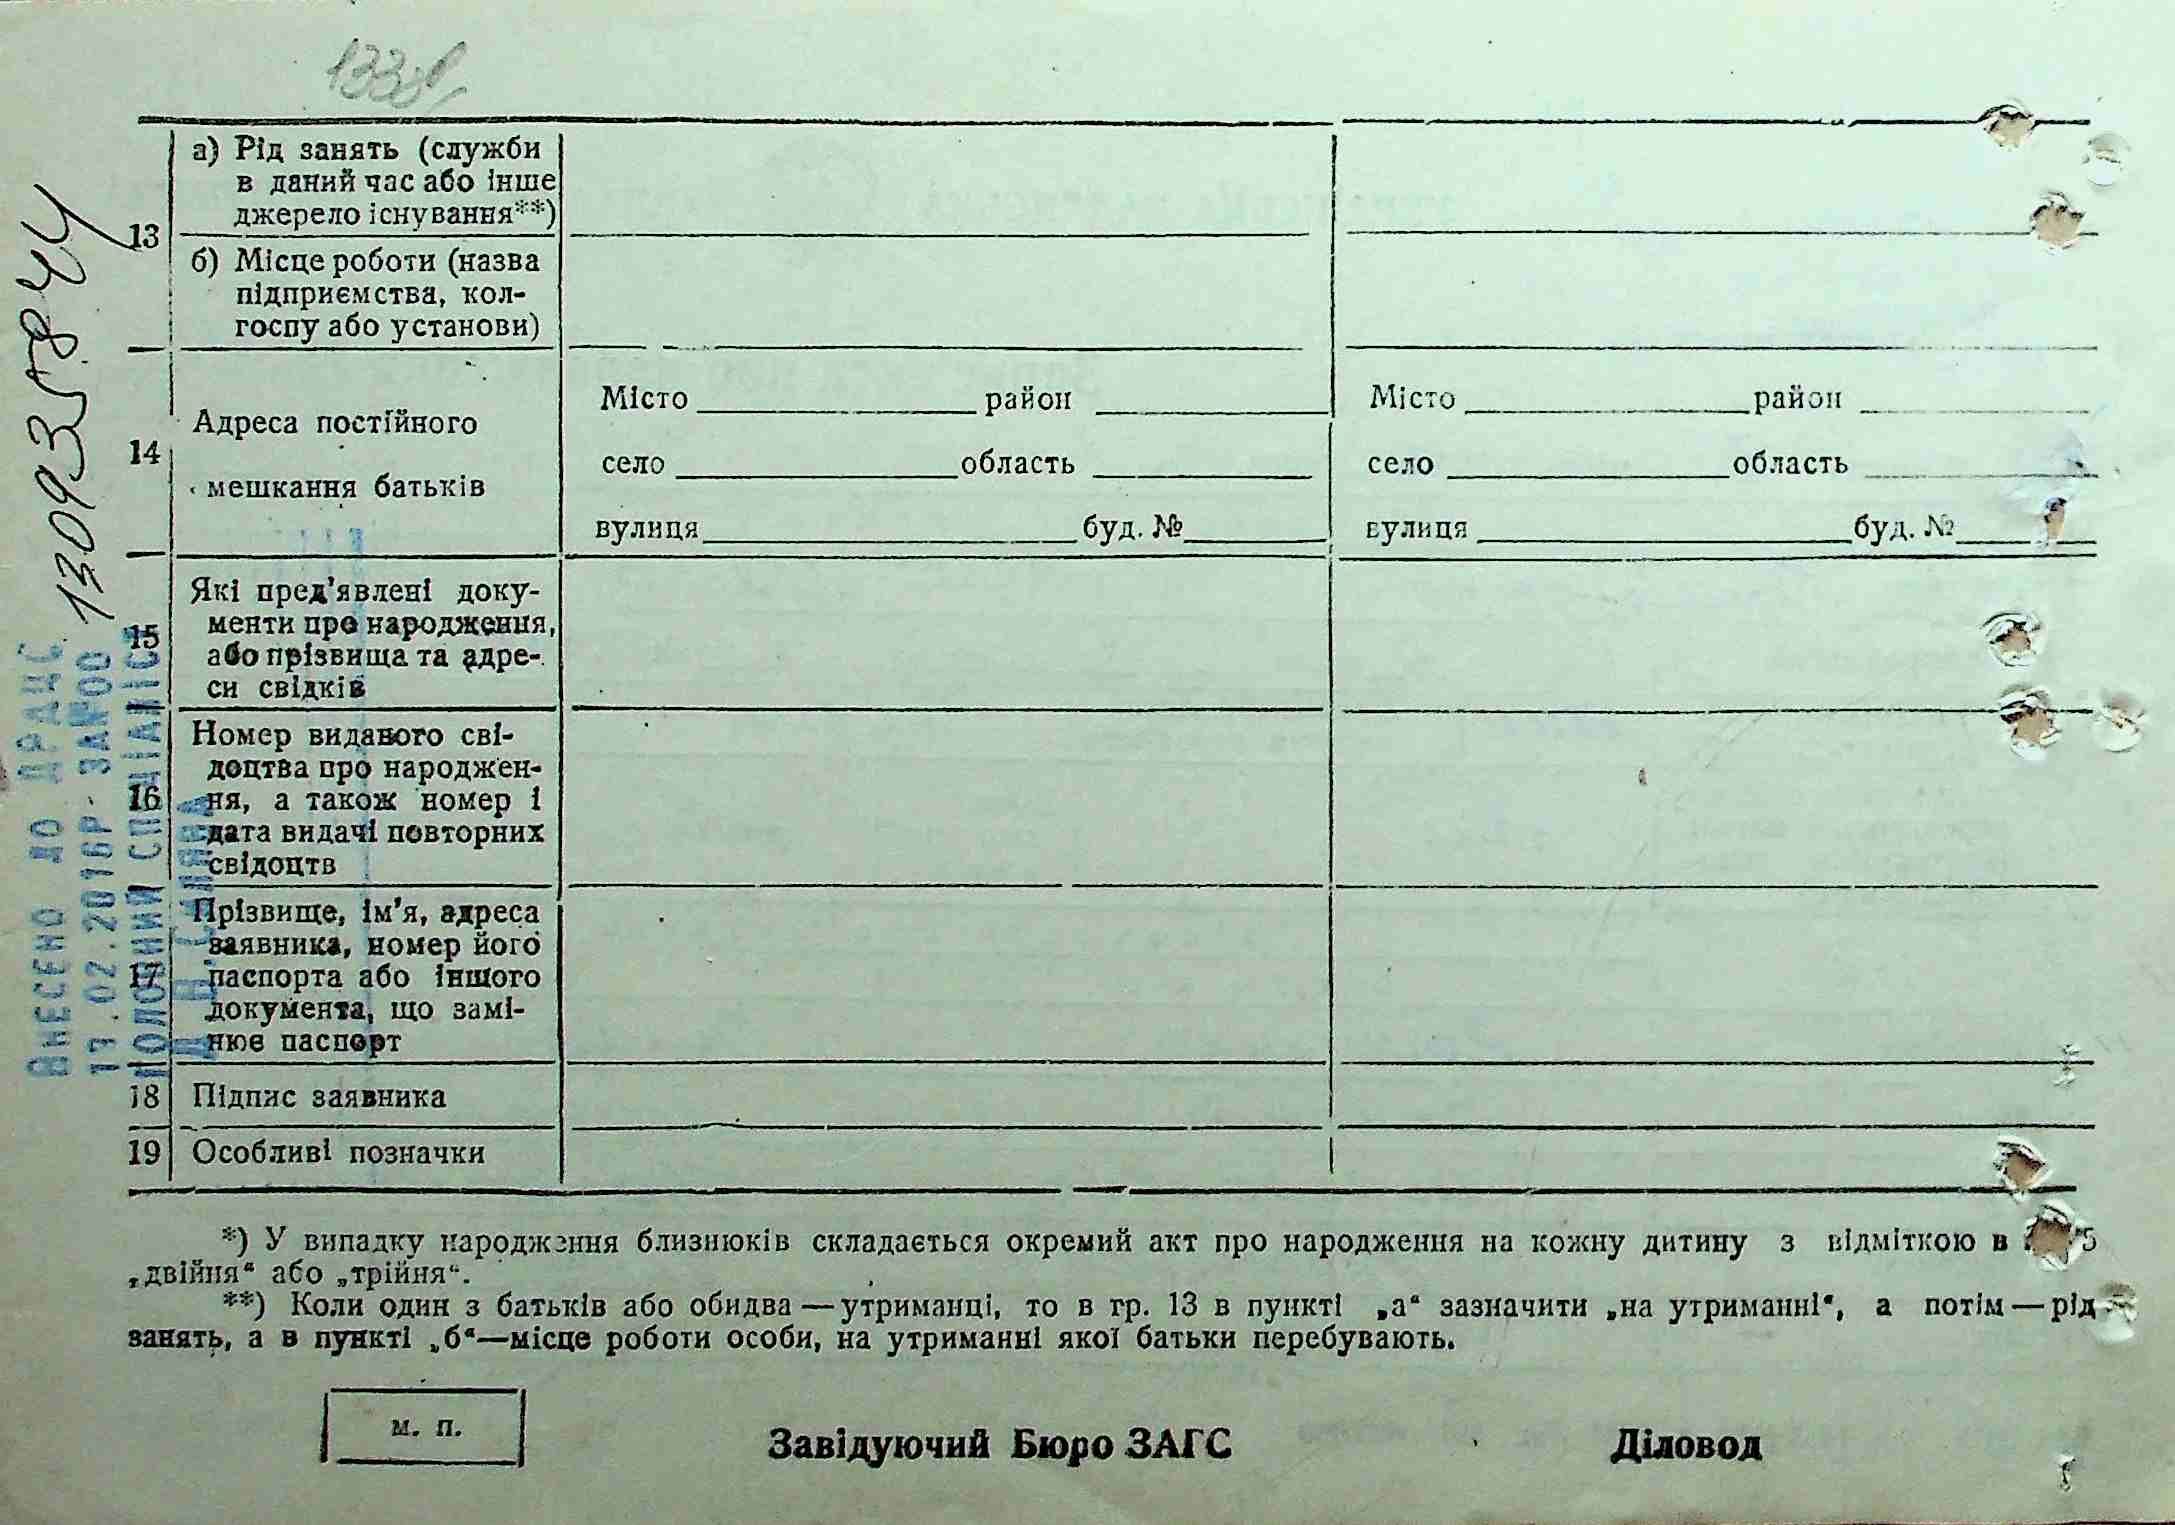 а) Рід занять (служби
в даний час або інше
джерело існування**)
13
б) Місце роботи (назва
підприємства, кол-
госпу або установи)
Місто район Місто район
Адреса постійного
14
село область село область
мешкання батьків
вулиця буд. № вулиця буд. №
Які пред'явлені доку-
15
менти про народження,
або прізвища та адре-
си свідків
Номер виданого сві-
доцтва про народжен-
16 ня, а також номер і
дата видачі повторних
свідоцтв
Прізвище, ім'я, адреса
заявника, номер його
17 паспорта або іншого
документа, що замі-
нює паспорт
18 Підпис заявника
19 Особливі позначки
*) У випадку народження близнюків складається окремий акт про народження на кожну дитину з відміткою в 5
„двійня“ або „трійня“.
**) Коли один з батьків або обидва — утриманці, то в гр. 13 в пункті „а“ зазначити „на утриманні“, а потім — рід
занять, а в пункті „б“—місце роботи особи, на утриманні якої батьки перебувають.
м. п.
Завідуючий Бюро ЗАГС Діловод
ВНЕСЕНО ДО ДРАЦС
17.02.2016Р. ЗА№00 13093584
ГОЛОВНИЙ СПЕЦІАЛІСТ